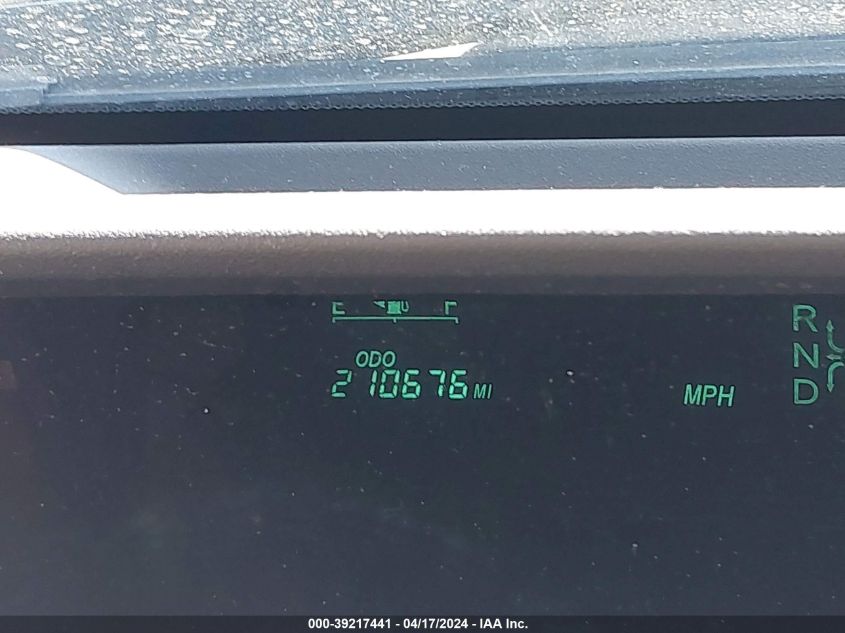 E F
ODO
210676 MI
MPH
R
N
D
000-39217441 - 04/17/2024 - IAA Inc.